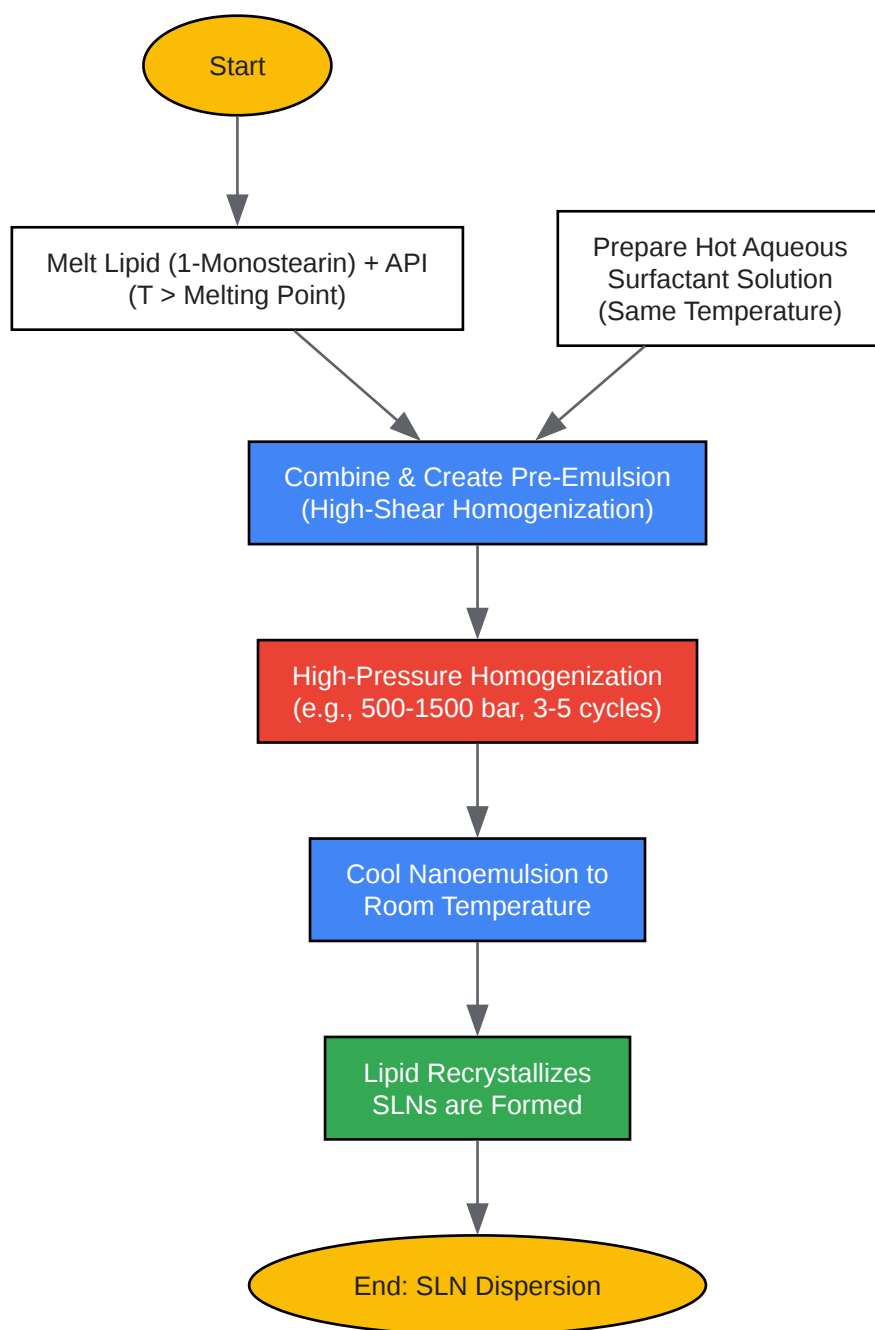 Start
Melt Lipid (1-Monostearin) + API
(T > Melting Point)
Prepare Hot Aqueous
Surfactant Solution
(Same Temperature)
Combine & Create Pre-Emulsion
(High-Shear Homogenization)
High-Pressure Homogenization
(e.g., 500-1500 bar, 3-5 cycles)
Cool Nanoemulsion to
Room Temperature
Lipid Recrystallizes
SLNs are Formed
End: SLN Dispersion